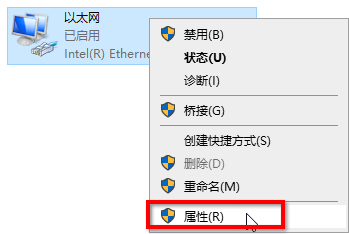 以太网
已启用
Intel(R) Etherne
禁用(B)
状态(U)
诊断(I)
桥接(G)
创建快捷方式(S)
删除(D)
重命名(M)
属性(R)